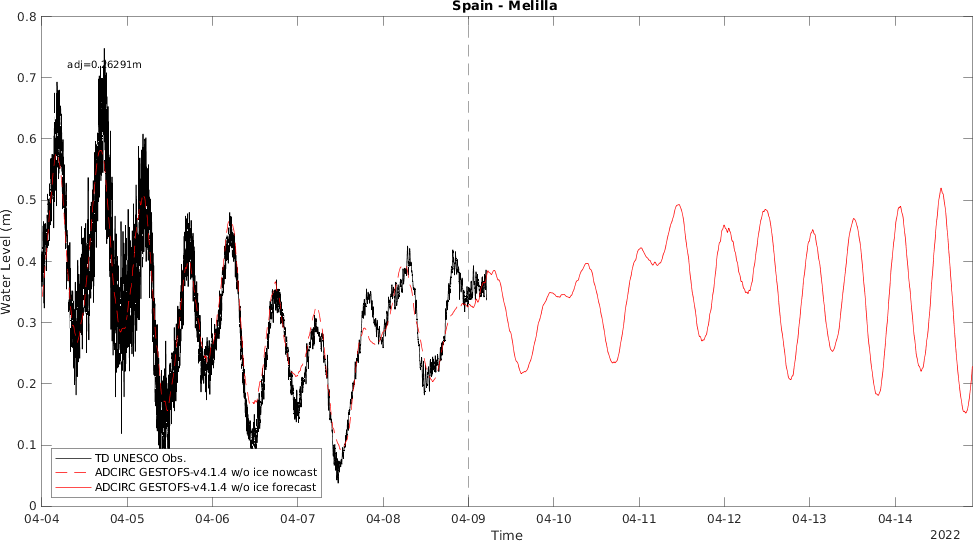 Spain - Melilla
0.8
0.7
0.6
0.5
0.4
0.3
0.2
0.1
0
Water Level (m)
adj=0.26291m
TD UNESCO Obs.
ADCIRC GESTOFS-v4.1.4 w/o ice nowcast
ADCIRC GESTOFS-v4.1.4 w/o ice forecast
04-04 04-05 04-06 04-07 04-08 04-09 04-10 04-11 04-12 04-13 04-14
Time
2022